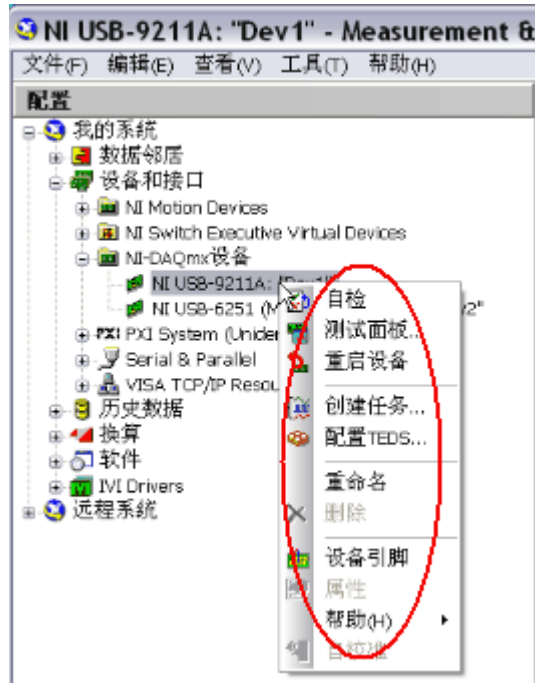 NI USB-9211A: "Dev1" - Measurement &
文件(F) 编辑(E) 查看(V) 工具(T) 帮助(H)
配置
我的系统
数据邻居
设备和接口
NI Motion Devices
NI Switch Executive Virtual Devices
NI-DAQmx设备
NI USB-9211A: "Dev1"
NI USB-6251 (M
PXI PXI System (Uniden
Serial & Parallel
VISA TCP/IP Resou
历史数据
换算
软件
IVI Drivers
远程系统
自检
测试面板...
重启设备
创建任务...
配置TEDS...
重命名
删除
设备引脚
属性
帮助(H)
自校准